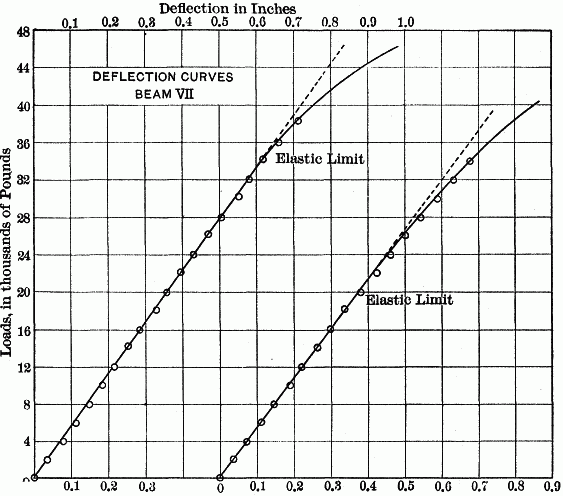 Deflection in Inches
0.1 0.2 0.3 0.4 0.5 0.6 0.7 0.8 0.9 1.0
48
44
DEFLECTION CURVES
BEAM VII
40
36
Elastic Limit
32
28
24
20
Elastic Limit
16
12
8
4
0
Loads, in thousands of Pounds
0.1 0.2 0.3 0 0.1 0.2 0.3 0.4 0.5 0.6 0.7 0.8 0.9